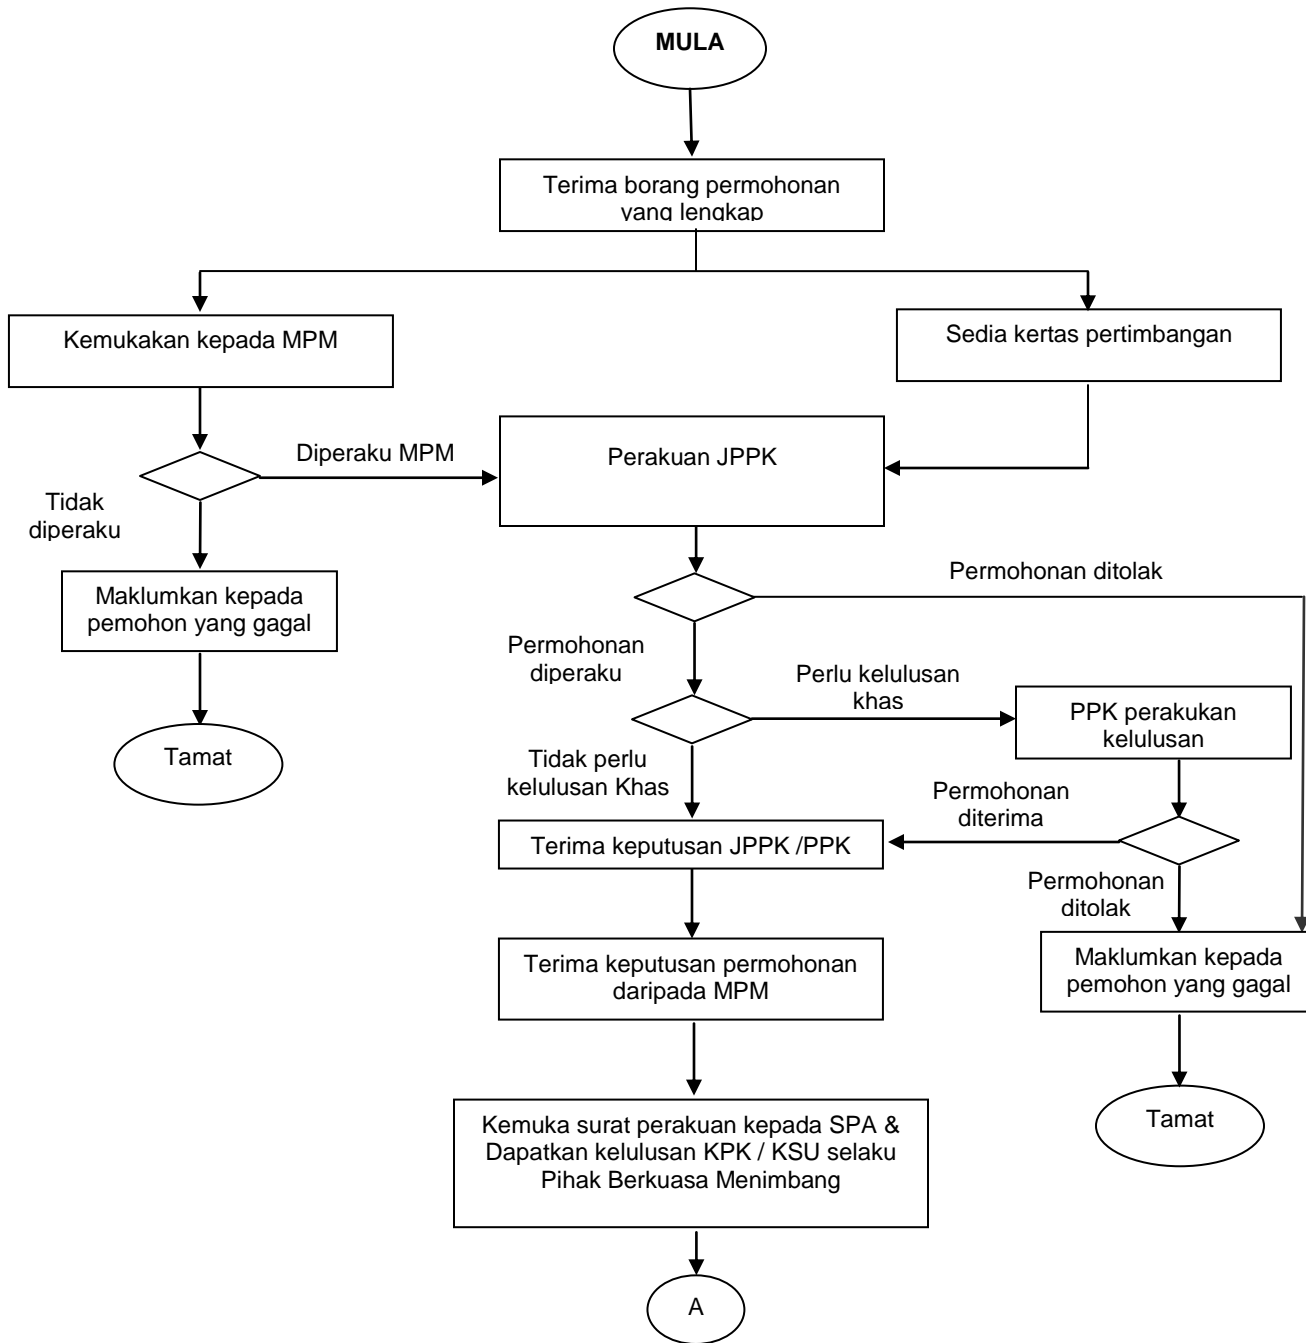 MULA
Terima borang permohonan
yang lengkap
Kemukakan kepada MPM
Sedia kertas pertimbangan
Diperaku MPM
Perakuan JPPK
Tidak
diperaku
Maklumkan kepada
pemohon yang gagal
Tamat
Permohonan ditolak
Permohonan
diperaku
Perlu kelulusan
khas
PPK perakukan
kelulusan
Tidak perlu
kelulusan Khas
Permohonan
diterima
Terima keputusan JPPK /PPK
Permohonan
ditolak
Terima keputusan permohonan
daripada MPM
Maklumkan kepada
pemohon yang gagal
Tamat
Kemuka surat perakuan kepada SPA &
Dapatkan kelulusan KPK / KSU selaku
Pihak Berkuasa Menimbang
A